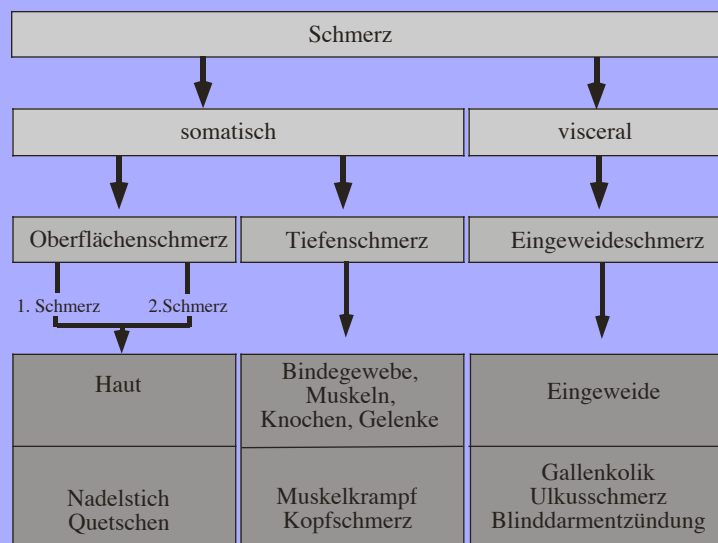 Schmerz
somatisch
visceral
Oberflächenschmerz
Tiefenschmerz
Eingeweideschmerz
1. Schmerz
2.Schmerz
Haut
Bindegewebe,
Muskeln,
Knochen, Gelenke
Eingeweide
Nadelstich
Quetschen
Muskelkrampf
Kopfschmerz
Gallenkolik
Ulkusschmerz
Blinddarmentzündung